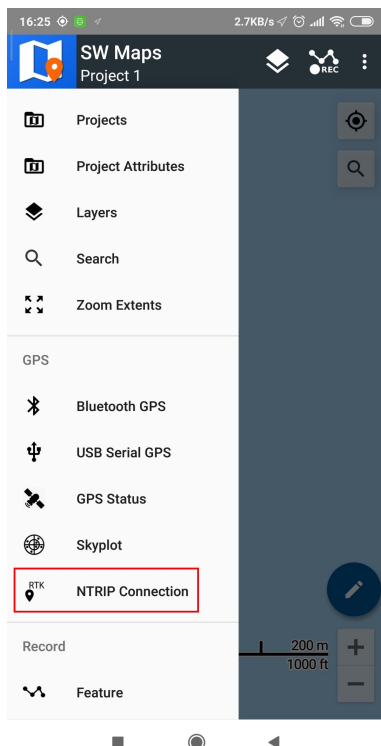 16:25 2.7KB/s
SW Maps
Project 1
REC
Projects
Project Attributes
Layers
Search
Zoom Extents
GPS
Bluetooth GPS
USB Serial GPS
GPS Status
Skyplot
RTK NTRIP Connection
Record
200 m
1000 ft
Feature